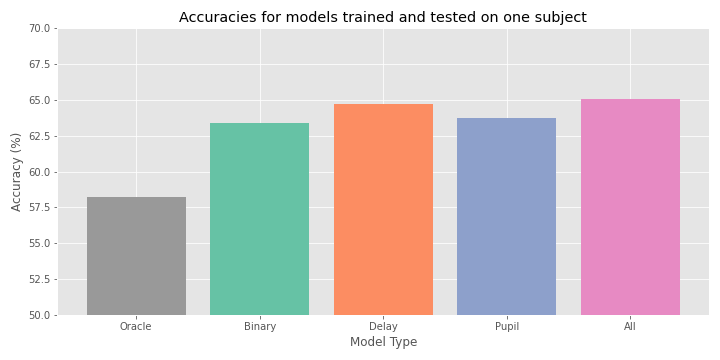 Accuracies for models trained and tested on one subject
70.0
67.5
65.0
62.5
60.0
57.5
55.0
52.5
50.0
Accuracy (%)
Oracle Binary Delay Pupil All
Model Type